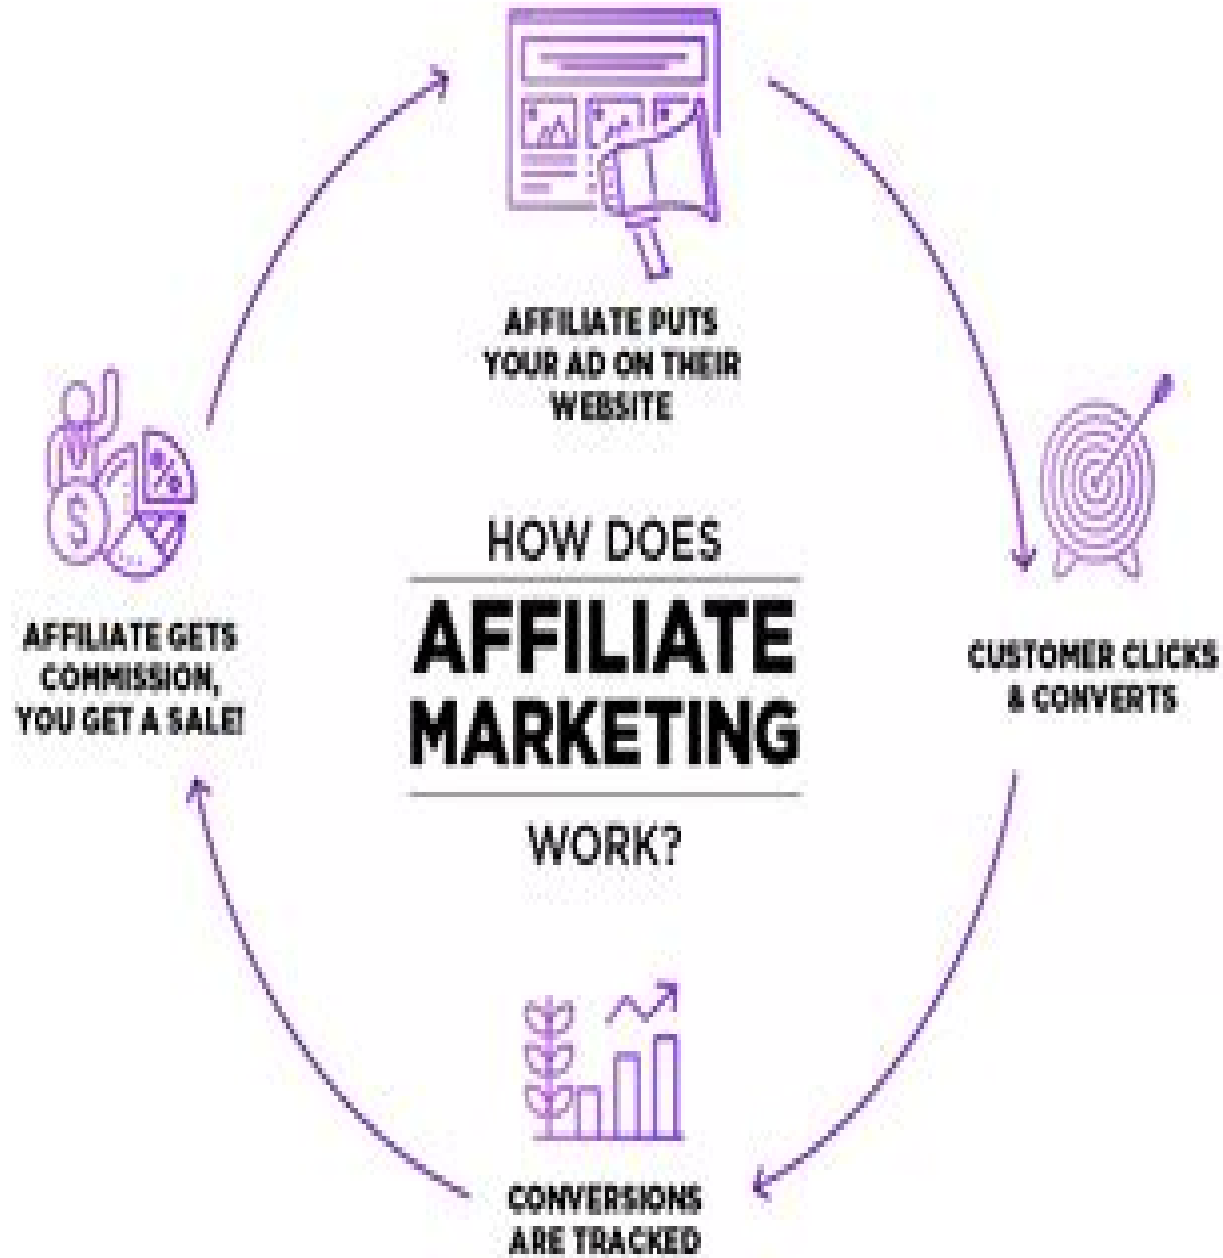 AFFILIATE PUTS
YOUR AD ON THEIR
WEBSITE
CUSTOMER CLICKS
& CONVERTS
CONVERSIONS
ARE TRACKED
AFFILIATE GETS
COMMISSION,
YOU GET A SALE!
HOW DOES
AFFILIATE
MARKETING
WORK?
$
%